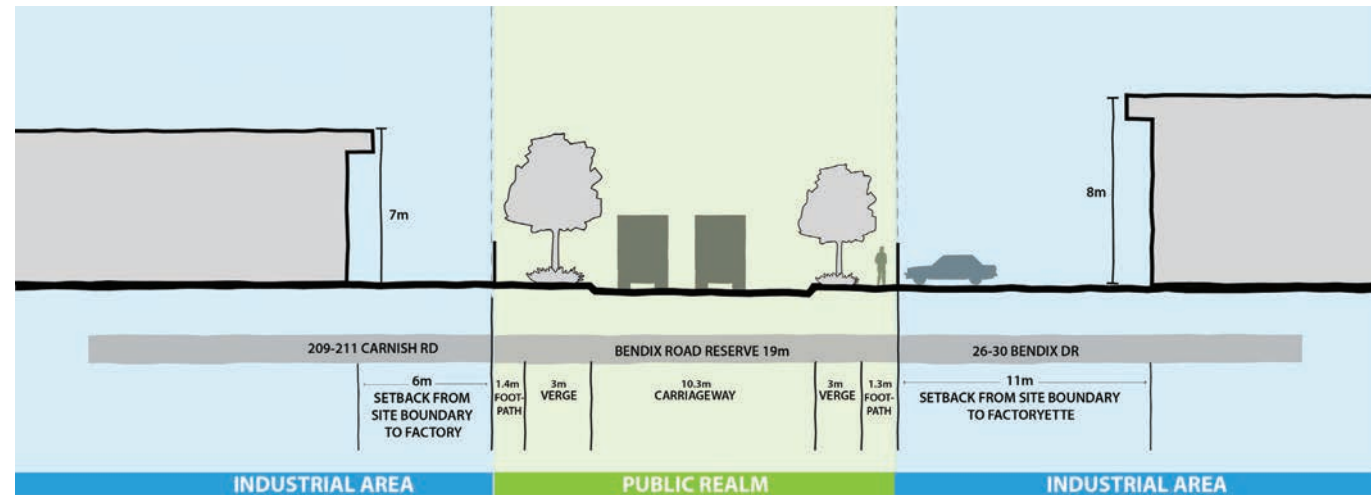 7m
8m
209-211 CARNISH RD
BENDIX ROAD RESERVE 19m
26-30 BENDIX DR
6m
SETBACK FROM
SITE BOUNDARY
TO FACTORY
1.4m
FOOT-
PATH
3m
VERGE
10.3m
CARRIAGEWAY
3m
VERGE
1.3m
FOOT-
PATH
11m
SETBACK FROM SITE BOUNDARY
TO FACTORYETTE
INDUSTRIAL AREA
PUBLIC REALM
INDUSTRIAL AREA